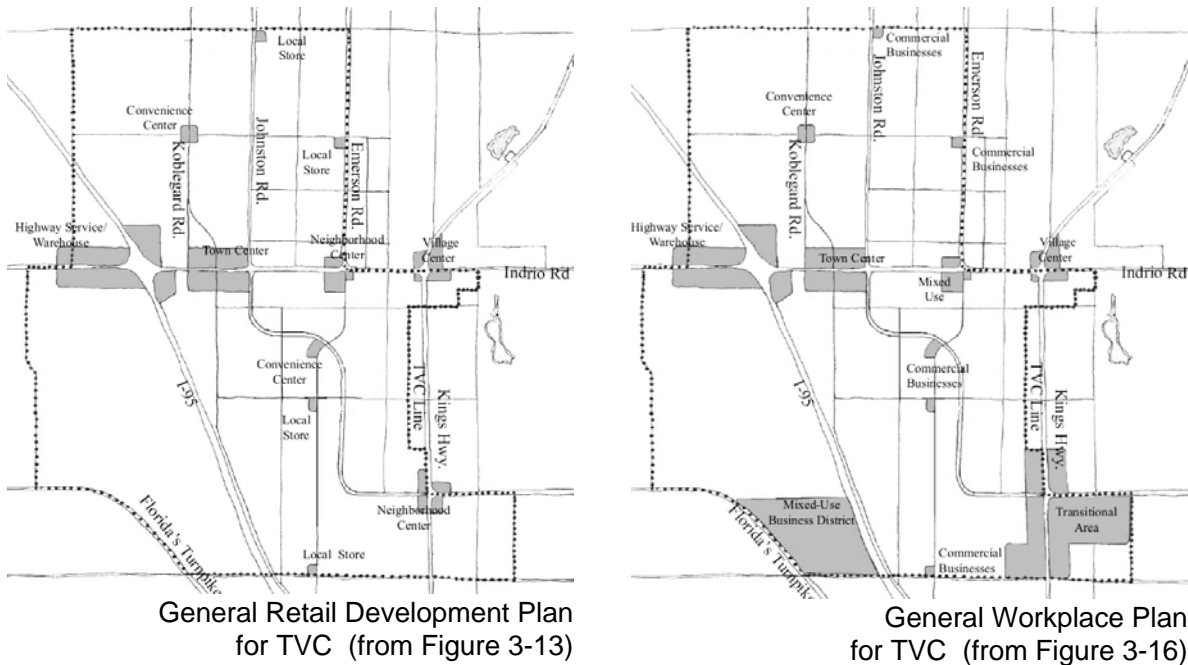 Local
Store
Convenience
Center
Koblegard Rd.
Johnston Rd.
Local
Store
Emerson Rd.
Highway Service/
Warehouse
Town Center
Neighborhood
Center
Village
Center
Indrio Rd
Convenience
Center
I-95
TVC Line
Kings Hwy.
Local
Store
Neighborhood
Center
Florida's Turnpike
Local Store
General Retail Development Plan
for TVC (from Figure 3-13)
Commercial
Businesses
Convenience
Center
Koblegard Rd.
Johnston Rd.
Emerson Rd.
Commercial
Businesses
Highway Service/
Warehouse
Town Center
Mixed
Use
Village
Center
Indrio Rd
Commercial
Businesses
I-95
TVC Line
Kings Hwy.
Mixed-Use
Business District
Transitional
Area
Florida's Turnpike
Commercial
Businesses
General Workplace Plan
for TVC (from Figure 3-16)